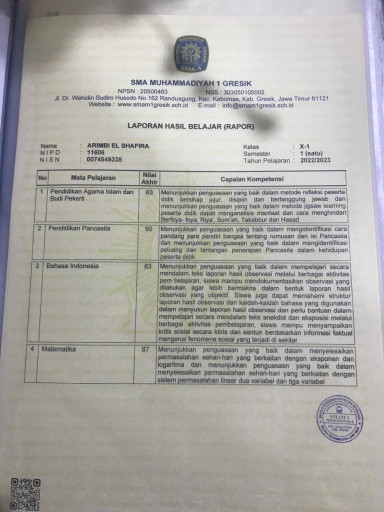 SMA MUHAMMADIYAH 1 GRESIK
NPSN : 20500463 NSS : 303050105002
Jl. Dr. Wahidin Sudiro Husodo No.162 Randuagung, Kec. Kebomas, Kab. Gresik, Jawa Timur 61121
Website : www.smam1gresik.sch.id E-mail : info@smam1gresik.sch.id
LAPORAN HASIL BELAJAR (RAPOR)
Nama : ARIMBI EL SHAFIRA Kelas : X-1
N I P D : 11606 Semester : 1 (satu)
N I S N : 0074549335 Tahun Pelajaran : 2022/2023
No Mata Pelajaran Nilai Akhir Capaian Kompetensi
1 Pendidikan Agama Islam dan Budi Pekerti 83 Menunjukkan penguasaan yang baik dalam metode refleksi peserta
didik bersikap jujur, disiplin dan bertanggung jawab dan
menunjukkan penguasaan yang baik dalam metode jigsaw learning
peserta didik dapat menganalisis manfaat dan cara menghindari
Berfoya- foya, Riya', Sum'ah, Takabbur dan Hasad
2 Pendidikan Pancasila 90 Menunjukkan penguasaan yang baik dalam mengidentifikasi cara
pandang para pendiri bangsa tentang rumusan dan isi Pancasila
dan menunjukkan penguasaan yang baik dalam mengidentifikasi
peluang dan tantangan penerapan Pancasila dalam kehidupan
peserta didik
3 Bahasa Indonesia 83 Menunjukkan penguasaan yang baik dalam mempelajari secara
mendalam teks laporan hasil observasi melalui berbagai aktivitas
pem belajaran, siswa mampu mendokumentasikan observasi yang
dilakukan agar lebih bermakna dalam bentuk laporan hasil
observasi yang objektif. Siswa juga dapat memahami struktur
laporan hasil observasi dan kaidah-kaidah bahasa yang digunakan
dalam menyusun laporan hasil observasi dan perlu bantuan dalam
mempelajari secara mendalam teks anekdot dan eksposisi melalui
berbagai aktivitas pembelajaran, siswa mampu menyampaikan
kritik sosial secara kbris dan santun berdasarkan informasi faktual
mengenai fenomena sosial yang terjadi di sekitar
4 Matematika 87 Menunjukkan penguasaan yang baik dalam menyelesaikan
permasalahan sehari-hari yang berkaitan dengan eksponen dan
logaritma dan menunjukkan penguasaan yang baik dalam
menyelesaikan permasalahan sehari-hari yang berkaitan dengan
sistem permasalahan linear dua variabel dan tiga variabel